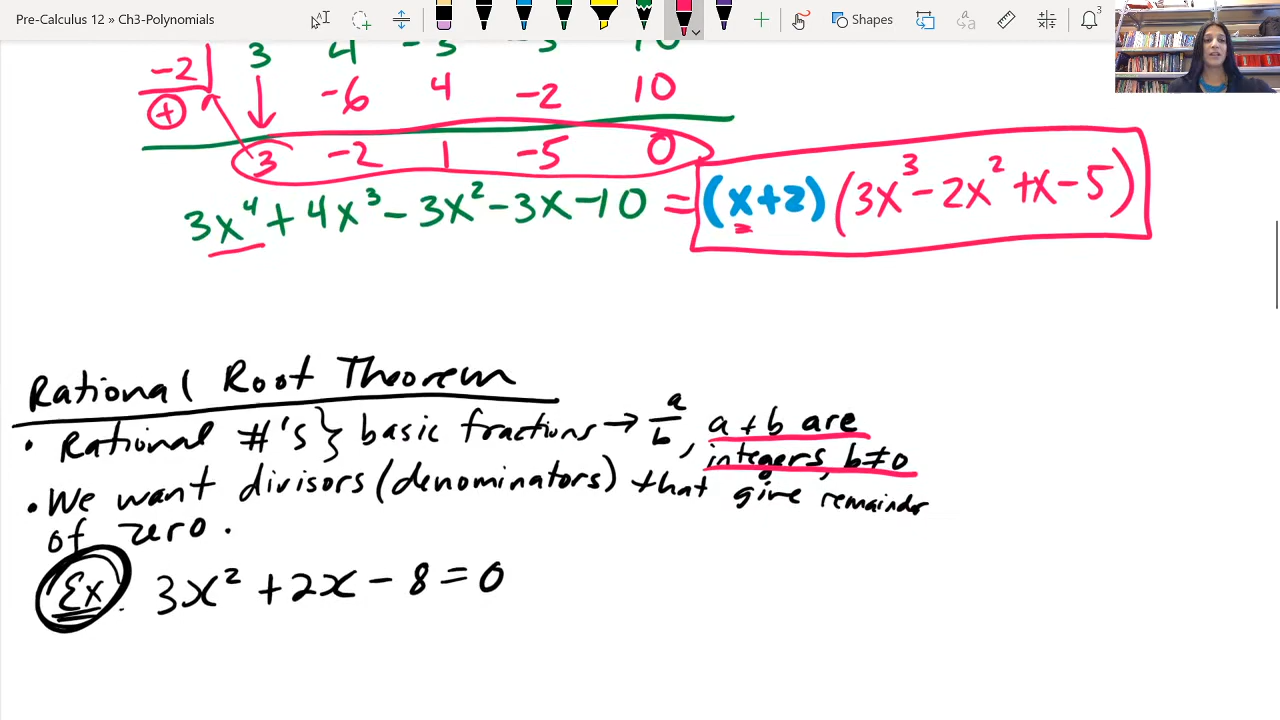 Pre-Calculus 12 » Ch3-Polynomials
Shapes
3
-2 3 4 -3 -3 10
+ -6 4 -2 10
3 -2 1 -5 0
3x⁴ + 4x³ - 3x² - 3x - 10 = (x+2)(3x³ - 2x² + x - 5)
Rational Root Theorem
• Rational #'s } basic fractions → a/b, a + b are
integers, b≠0
• We want divisors (denominators) that give remainder
of zero.
Ex. 3x² + 2x - 8 = 0